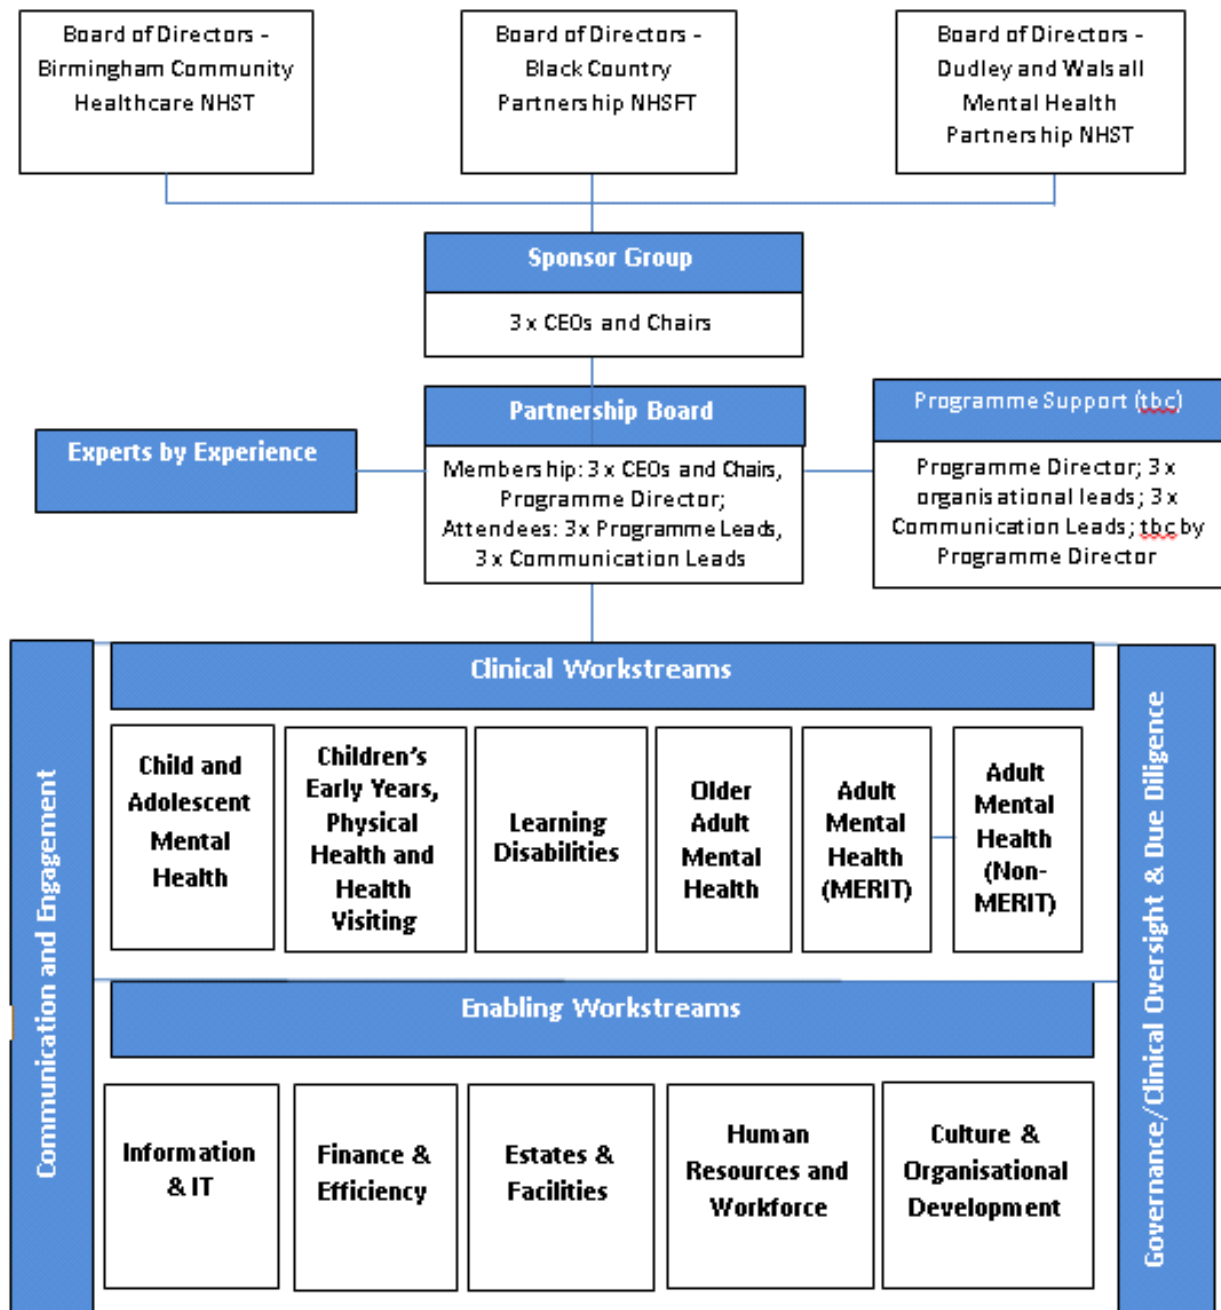 Board of Directors -
Birmingham Community
Healthcare NHST
Board of Directors -
Black Country
Partnership NHSFT
Board of Directors -
Dudley and Walsall
Mental Health
Partnership NHST
Sponsor Group
3 x CEOs and Chairs
Partnership Board
Membership: 3 x CEOs and Chairs,
Programme Director;
Attendees: 3 x Programme Leads,
3 x Communication Leads
Experts by Experience
Programme Support (tbc)
Programme Director; 3 x
organisational leads; 3 x
Communication Leads; tbc by
Programme Director
Communication and Engagement
Clinical Workstreams
Child and
Adolescent
Mental
Health
Children's
Early Years,
Physical
Health and
Health
Visiting
Learning
Disabilities
Older
Adult
Mental
Health
Adult
Mental
Health
(MERIT)
Adult
Mental
Health
(Non-
MERIT)
Enabling Workstreams
Information
& IT
Finance &
Efficiency
Estates &
Facilities
Human
Resources and
Workforce
Culture &
Organisational
Development
Governance/Clinical Oversight & Due Diligence